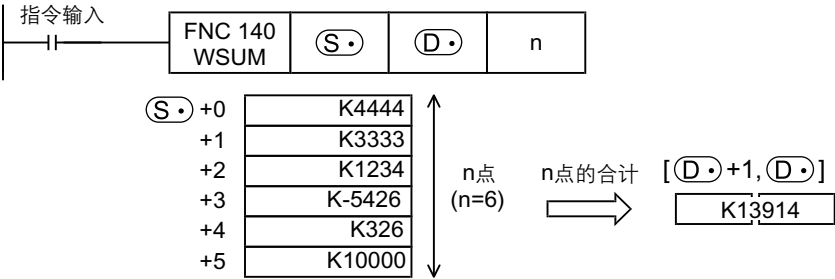 指令输入
FNC 140 WSUM S· D· n
S· +0 K4444
+1 K3333
+2 K1234
+3 K-5426
+4 K326
+5 K10000
n点
(n=6)
n点的合计
[D·+1, D·]
K13914